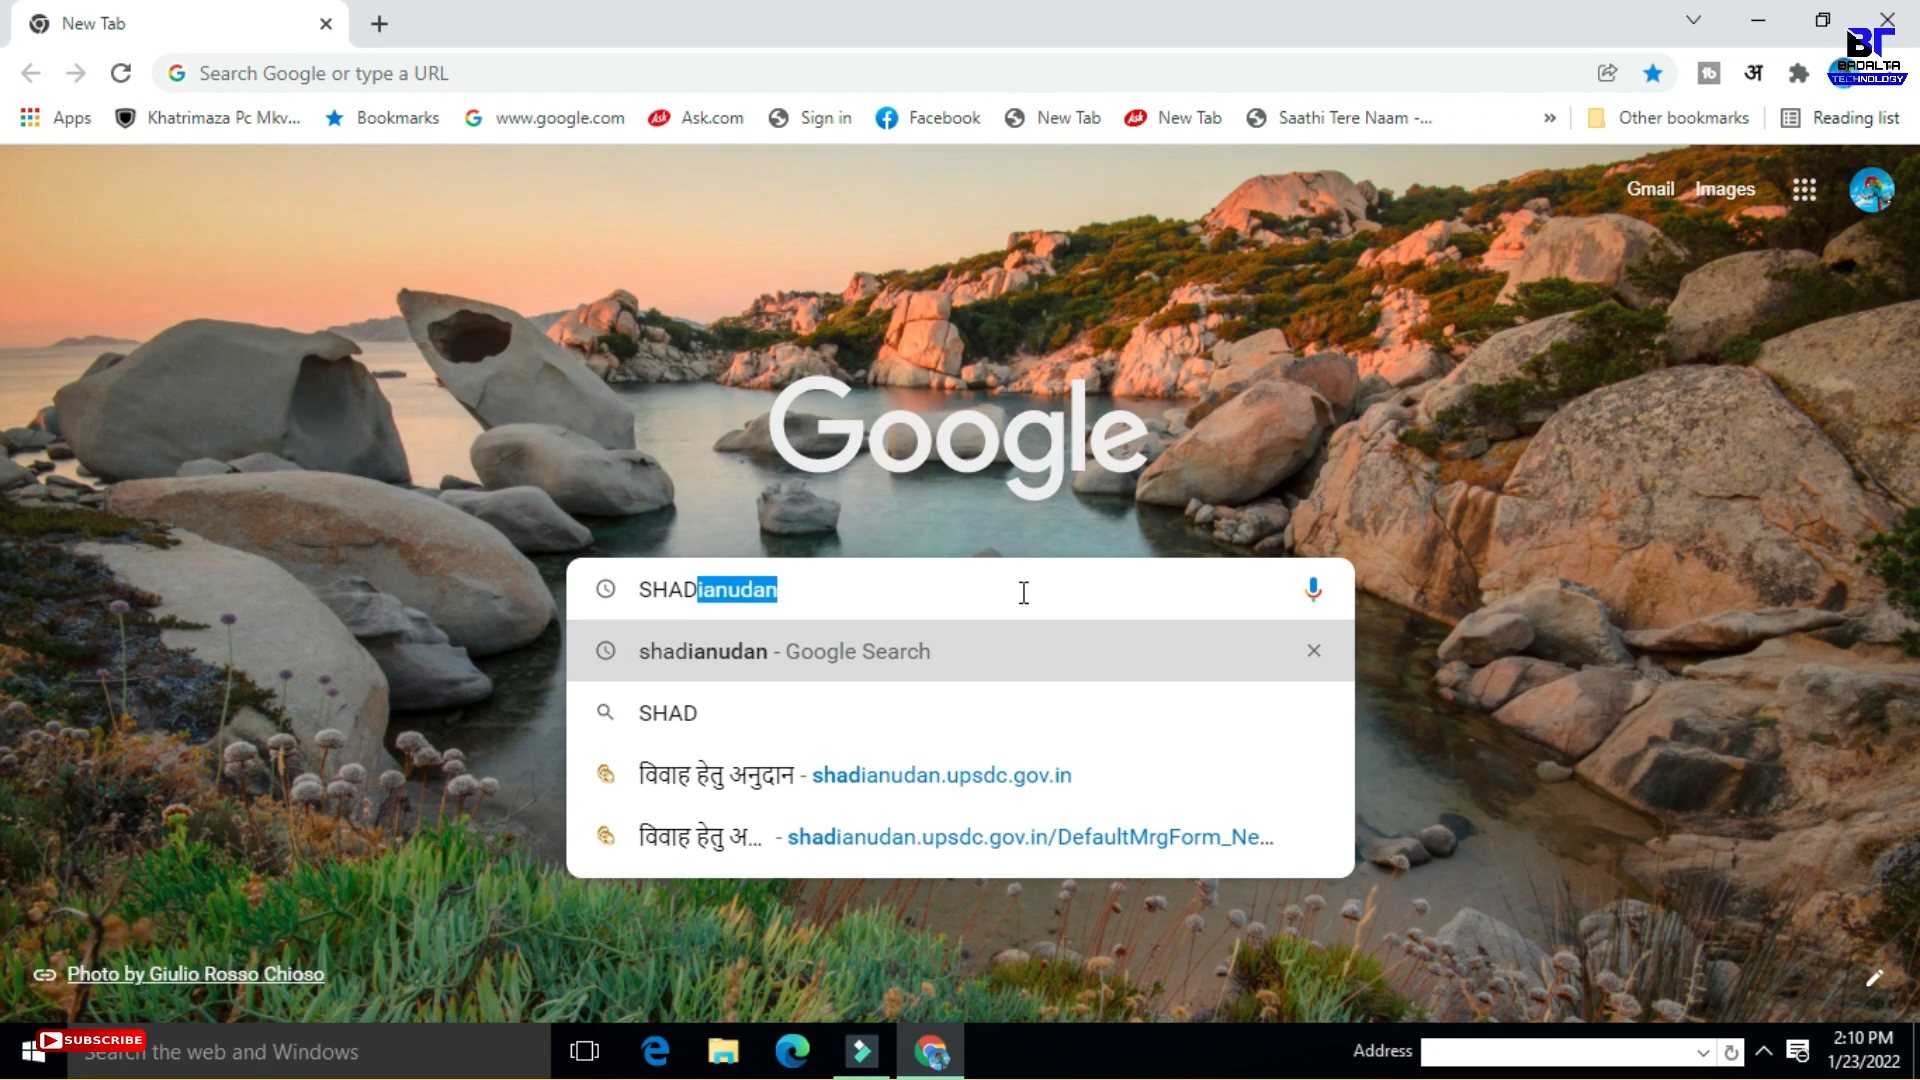 New Tab
Search Google or type a URL
BT
BADALTA
TECHNOLOGY
Apps
Khatrimaza Pc Mkv...
Bookmarks
www.google.com
Ask.com
Sign in
Facebook
New Tab
New Tab
Saathi Tere Naam -...
Other bookmarks
Reading list
Gmail
Images
Google
SHADianudan
shadianudan - Google Search
SHAD
विवाह हेतु अनुदान - shadianudan.upsdc.gov.in
विवाह हेतु अ... - shadianudan.upsdc.gov.in/DefaultMrgForm_Ne...
Photo by Giulio Rosso Chioso
SUBSCRIBE
Search the web and Windows
Address
2:10 PM
1/23/2022